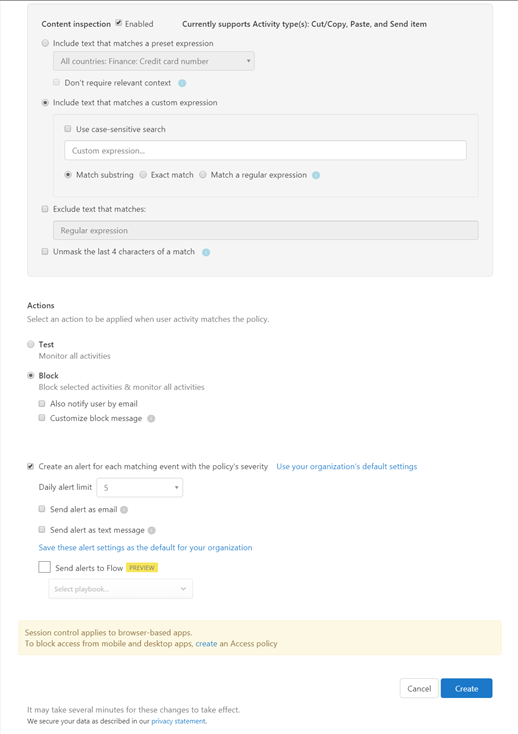 Content inspection Enabled Currently supports Activity type(s): Cut/Copy, Paste, and Send item
Include text that matches a preset expression
All countries: Finance: Credit card number
Don't require relevant context
Include text that matches a custom expression
Use case-sensitive search
Custom expression...
Match substring Exact match Match a regular expression
Exclude text that matches:
Regular expression
Unmask the last 4 characters of a match
Actions
Select an action to be applied when user activity matches the policy.
Test
Monitor all activities
Block
Block selected activities & monitor all activities
Also notify user by email
Customize block message
Create an alert for each matching event with the policy's severity Use your organization's default settings
Daily alert limit 5
Send alert as email
Send alert as text message
Save these alert settings as the default for your organization
Send alerts to Flow PREVIEW
Select playbook...
Session control applies to browser-based apps.
To block access from mobile and desktop apps, create an Access policy
Cancel Create
It may take several minutes for these changes to take effect.
We secure your data as described in our privacy statement.